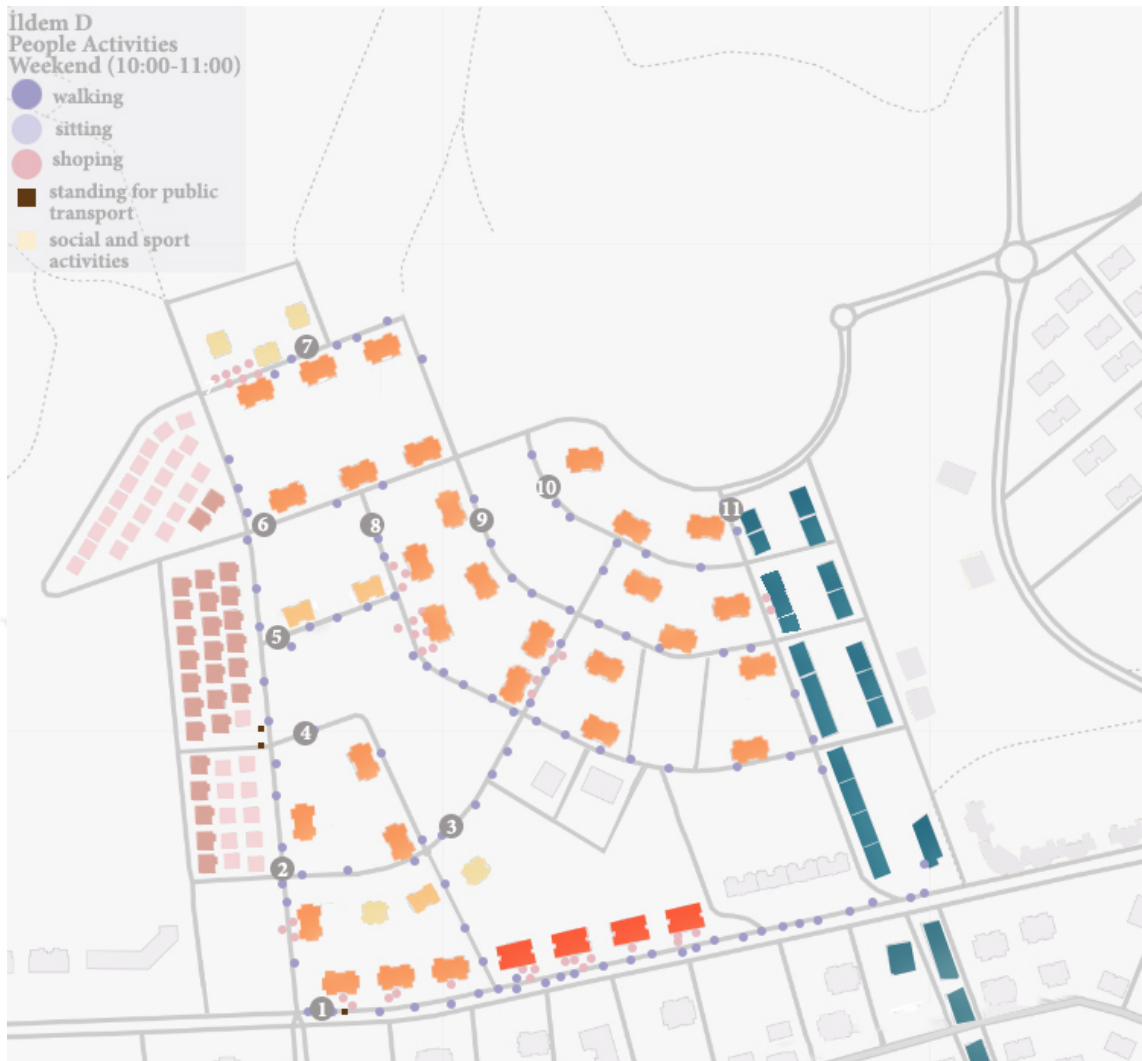 İldem D
People Activities
Weekend (10:00-11:00)
walking
sitting
shoping
standing for public
transport
social and sport
activities
7
10
11
6
8
9
5
4
3
2
1